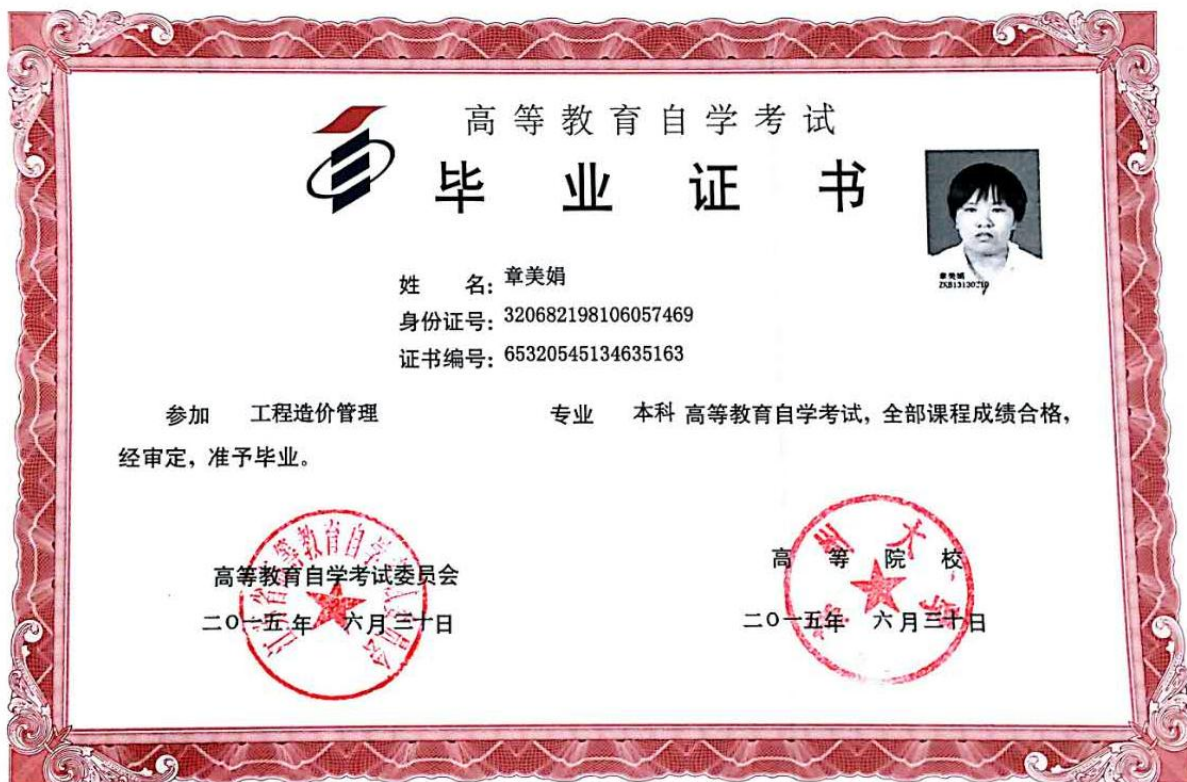 高等教育自学考试
毕业证书
章美娟
姓 名: 章美娟
身份证号: 320682198106057469
证书编号: 65320545134635163
参加 工程造价管理 专业 本科 高等教育自学考试, 全部课程成绩合格,
经审定, 准予毕业。
高等教育自学考试委员会
二〇一五年 六月三十日
高等院校
二〇一五年 六月三十日